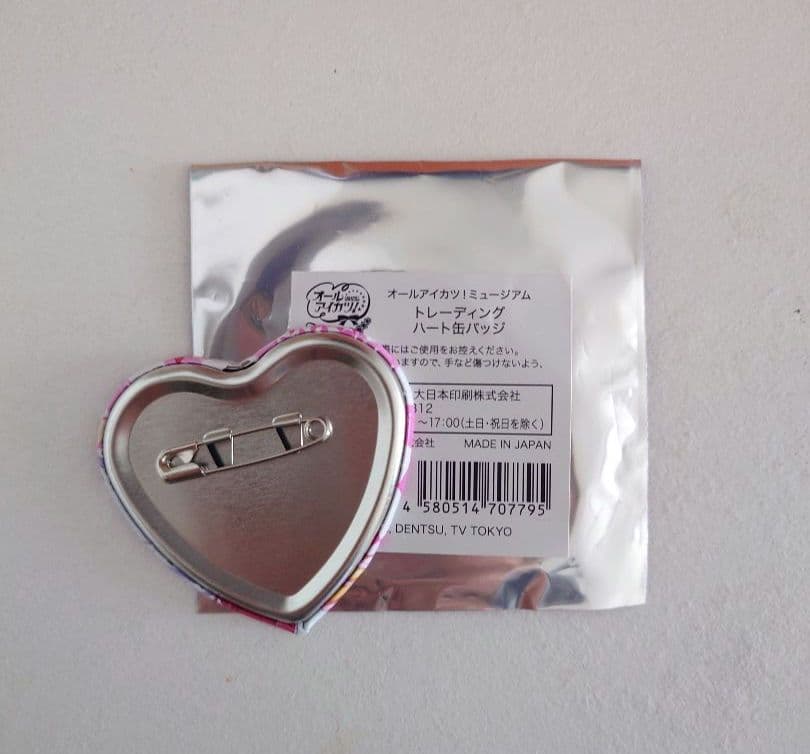 オール
アイカツ!
オールアイカツ!ミュージアム
トレーディング
ハート缶バッジ
にはご使用をお控えください。
いますので、手など傷つけないよう、
大日本印刷株式会社
312
~17:00(土日・祝日を除く)
会社 MADE IN JAPAN
4 580514 707795
, DENTSU, TV TOKYO